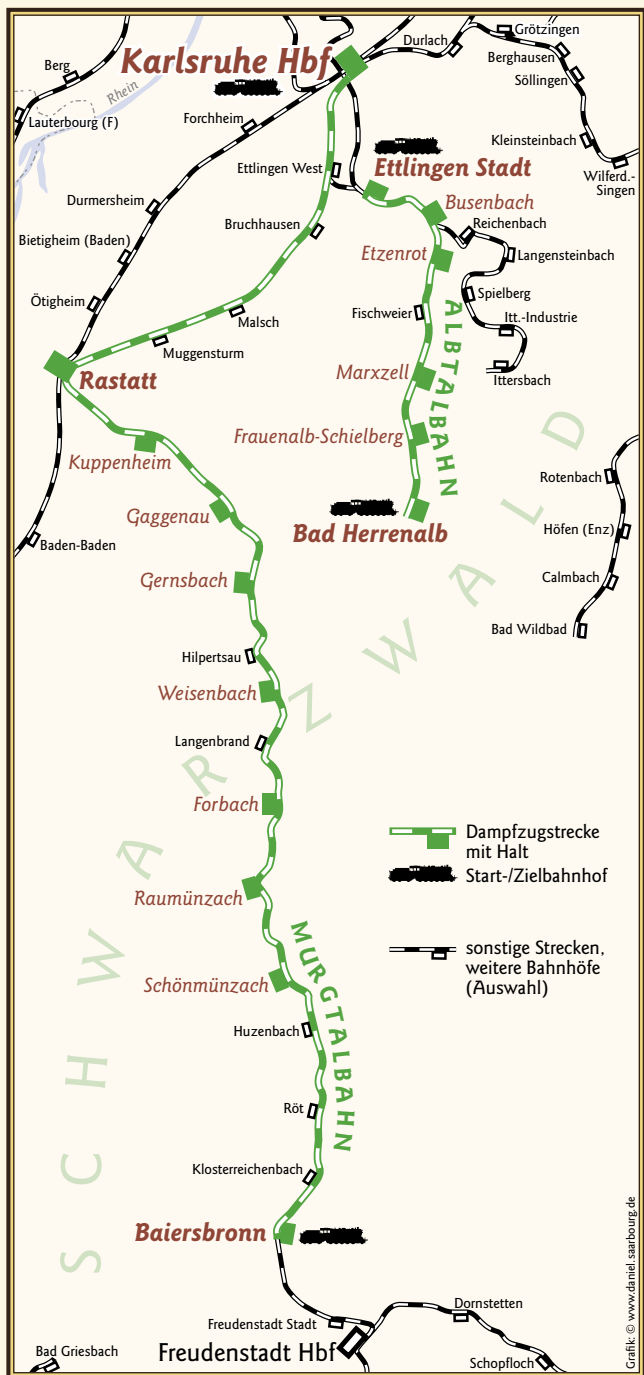 Karlsruhe Hbf
Durlach
Grötzingen
Berghausen
Söllingen
Berg
Rhein
Lauterbourg (F)
Forchheim
Kleinsteinbach
Wilferd.-
Singen
Ettlingen West
Ettlingen Stadt
Durmersheim
Busenbach
Bruchhausen
Reichenbach
Bietigheim (Baden)
Etzenrot
Langensteinbach
Ötigheim
Spielberg
Malsch
Fischweier
Itt.-Industrie
Muggensturm
Ittersbach
Rastatt
Marxzell
ALBTALBAHN
Frauenalb-Schielberg
Kuppenheim
Rotenbach
Gaggenau
Bad Herrenalb
Höfen (Enz)
Baden-Baden
Gernsbach
Calmbach
Bad Wildbad
Hilpertsau
Weisenbach
Langenbrand
SCHWARZWALD
Forbach
Dampfzugstrecke
mit Halt
Start-/Zielbahnhof
Raumünzach
sonstige Strecken,
weitere Bahnhöfe
(Auswahl)
MURGTALBAHN
Schönmünzach
Huzenbach
Röt
Klosterreichenbach
Baiersbronn
Dornstetten
Freudenstadt Stadt
Freudenstadt Hbf
Bad Griesbach
Schopfloch
Grafik: © www.daniel.saarbourg.de